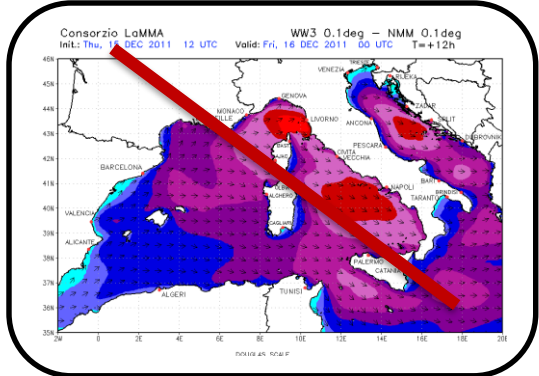 Consorzio LaMMA WW3 0.1deg – NMM 0.1deg
Init.: Thu, 15 DEC 2011 12 UTC Valid: Fri, 16 DEC 2011 00 UTC T=+12h
46N
TRIESTE
VENEZIA
RIJEKA
45N
GENOVA
ZADAR
44N
MONACO
LIVORNO
ANCONA
SPLIT
43N
PESCARA
DUBROVNIK
42N
CIVITA
VECCHIA
BARCELONA
BARI
41N
OLBIA
ALGHERO
NAPOLI
BRINDISI
TARANTO
40N
VALENCIA
39N
CAGLIARI
ALICANTE
38N
PALERMO
CATANIA
37N
ALGERI
TUNISI
36N
35N
2W 0 2E 4E 6E 8E 10E 12E 14E 16E 18E 20E
DOUGLAS SCALE